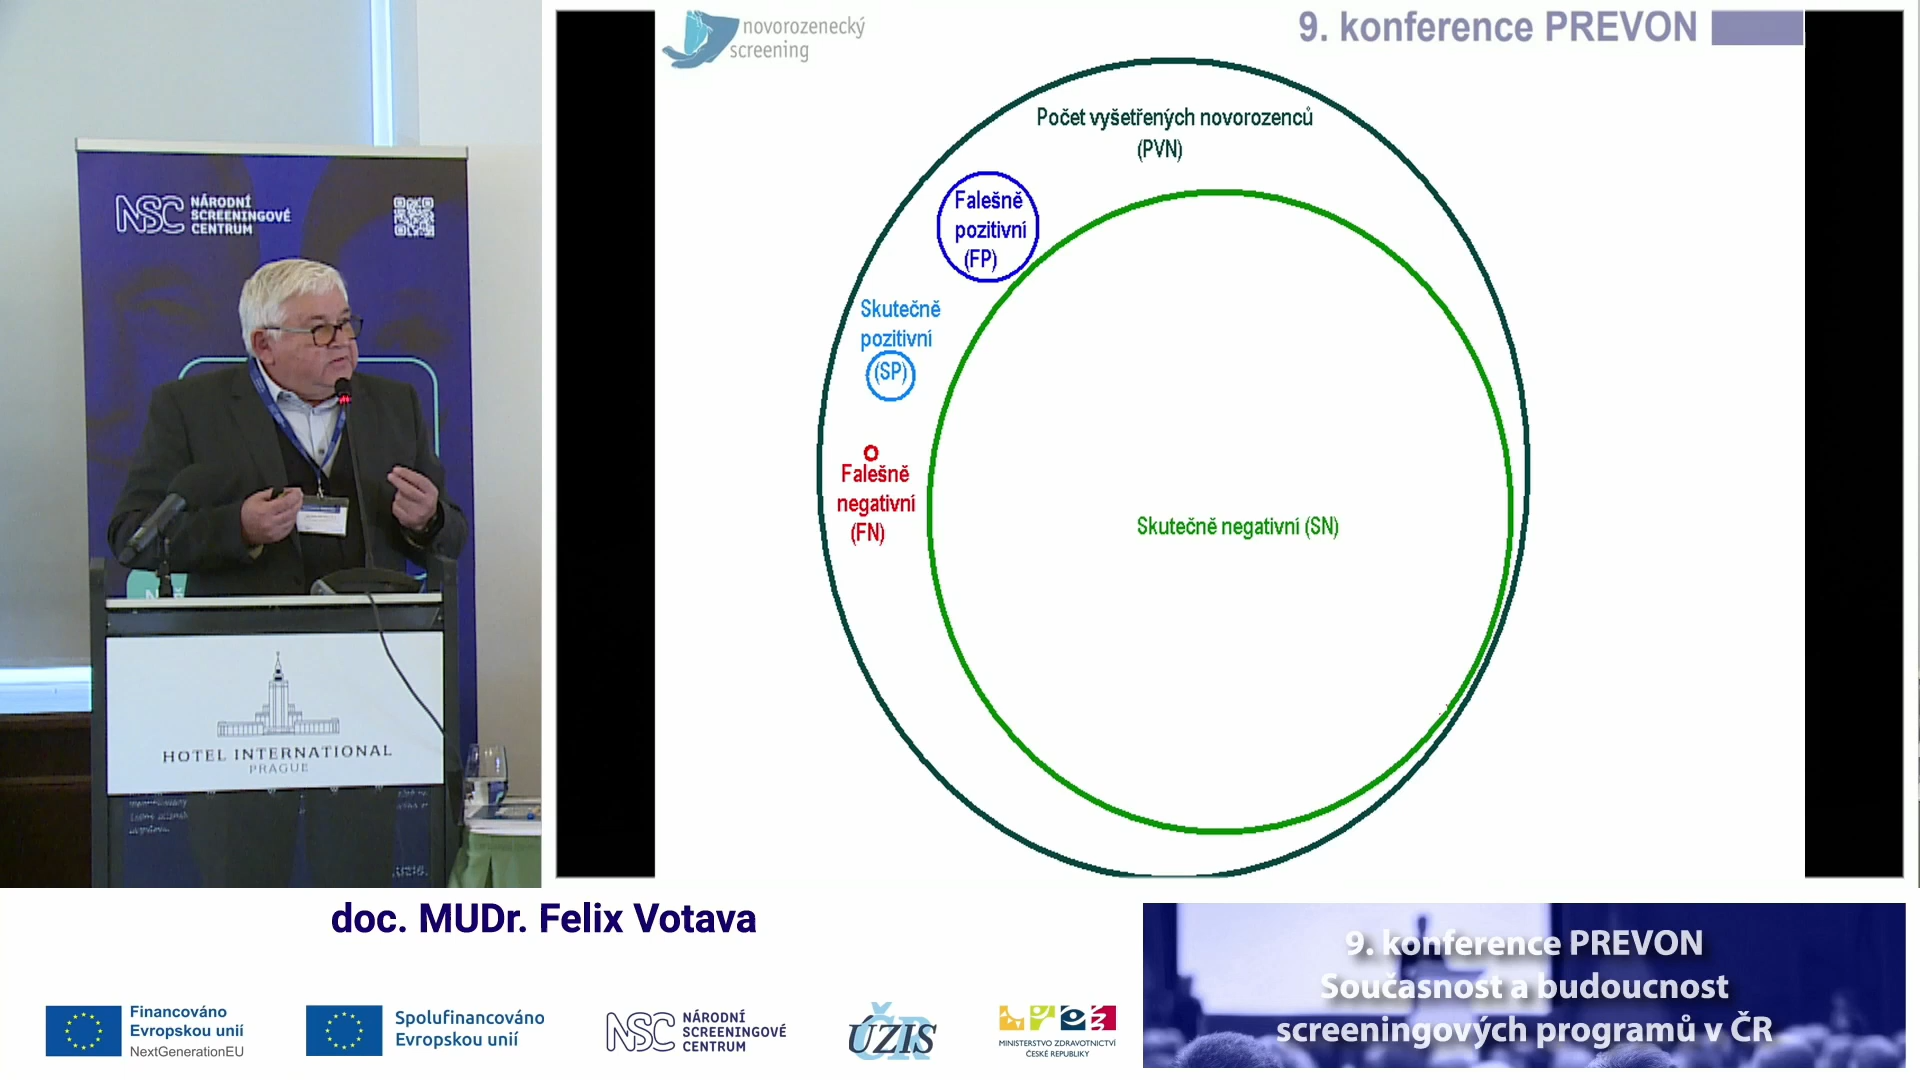 novorozenecký
screening
9. konference PREVON
Počet vyšetřených novorozenců
(PVN)
Falešně
pozitivní
(FP)
Skutečně
pozitivní
(SP)
Falešně
negativní
(FN)
Skutečně negativní (SN)
NSC NÁRODNÍ
SCREENINGOVÉ
CENTRUM
HOTEL INTERNATIONAL
PRAGUE
doc. MUDr. Felix Votava
Financováno
Evropskou unií
NextGenerationEU
Spolufinancováno
Evropskou unií
NSC NÁRODNÍ
SCREENINGOVÉ
CENTRUM
ÚZIS
ČR
MINISTERSTVO ZDRAVOTNICTVÍ
ČESKÉ REPUBLIKY
9. konference PREVON
Současnost a budoucnost
screeningových programů v ČR